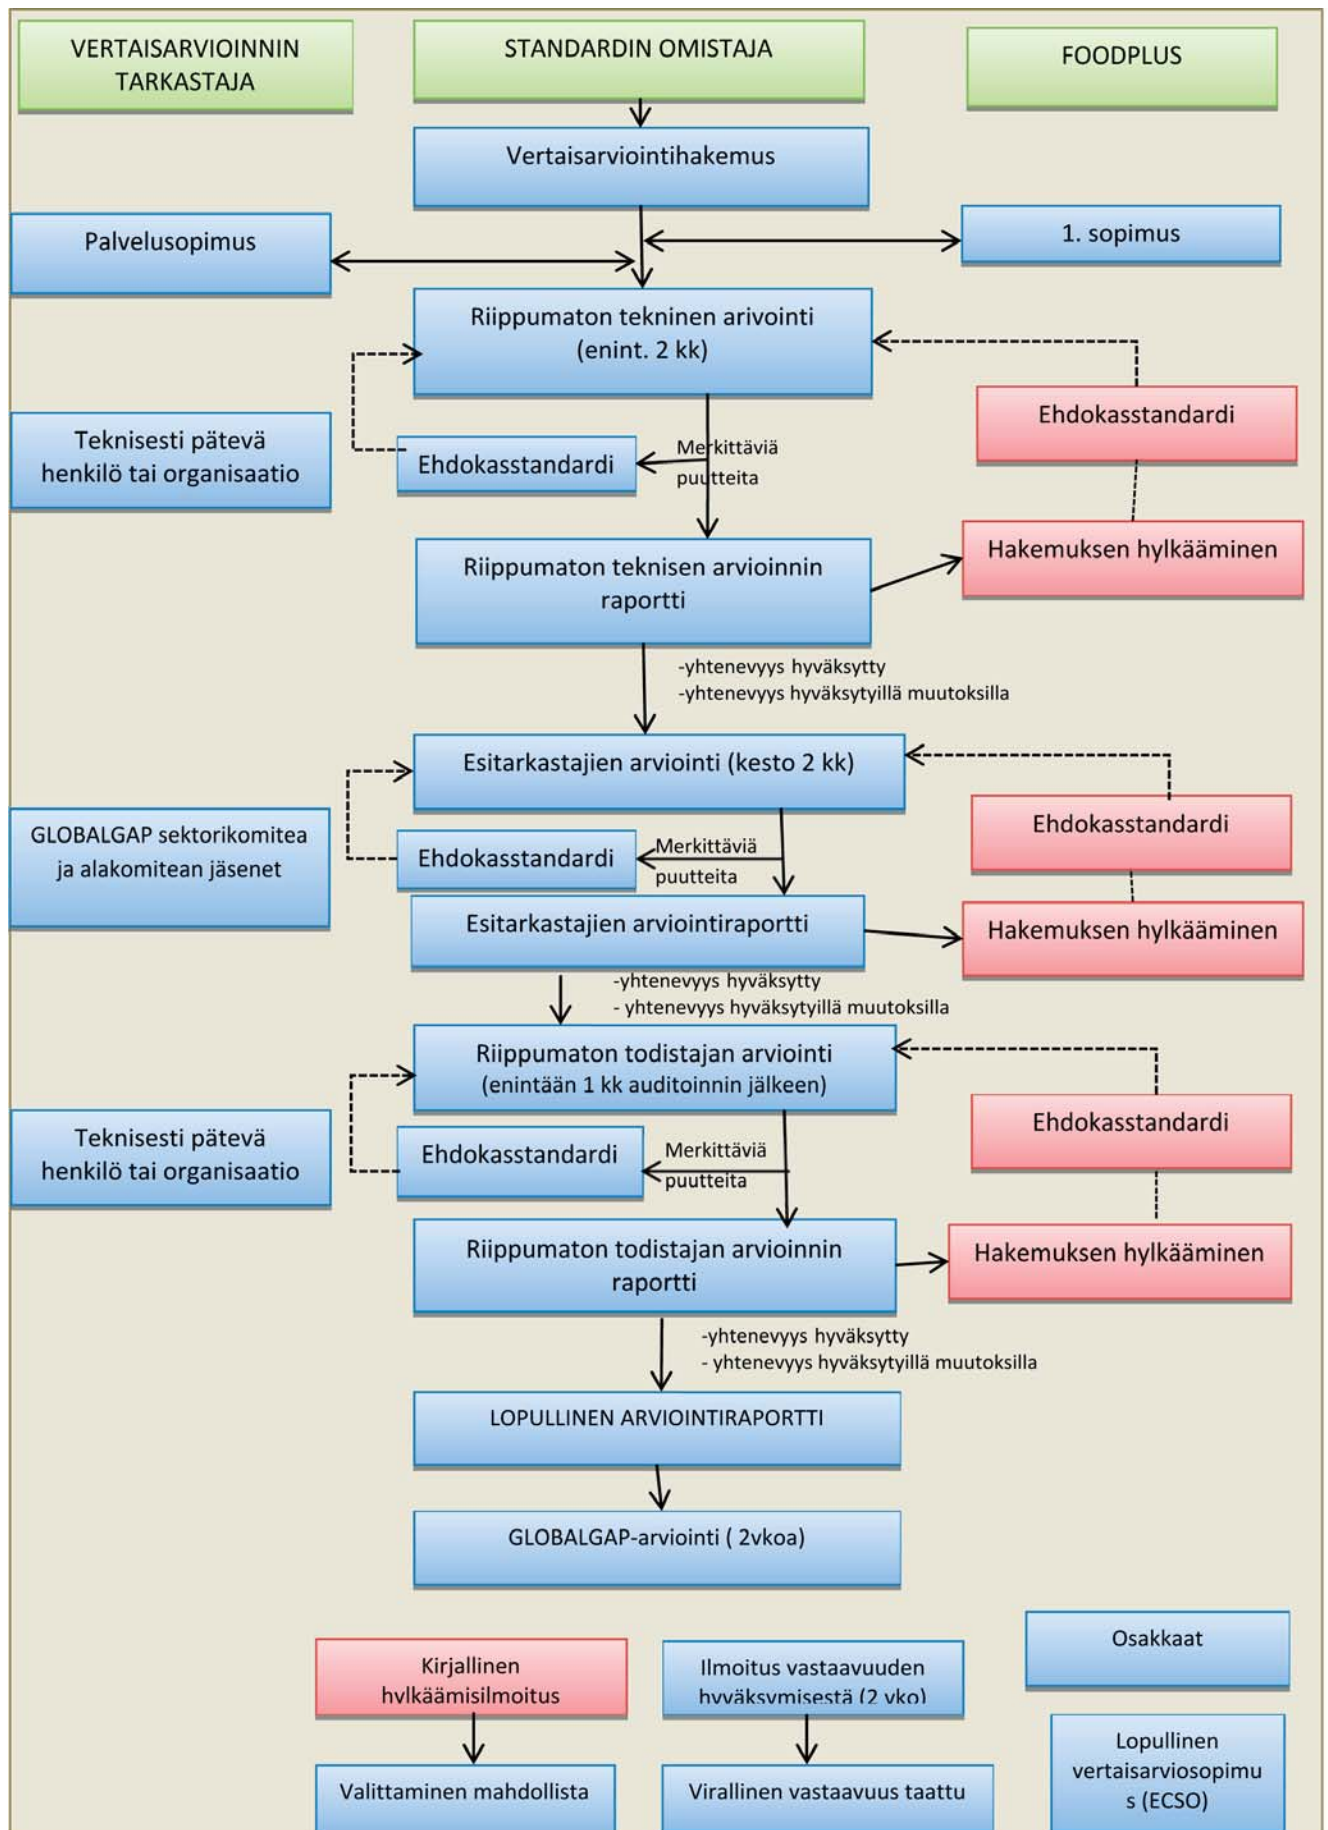 VERTAISARVIOINNIN
TARKASTAJA
STANDARDIN OMISTAJA
FOODPLUS
Vertaisarviointihakemus
Palvelusopimus
1. sopimus
Riippumaton tekninen arivointi
(enint. 2 kk)
Ehdokasstandardi
Teknisesti pätevä
henkilö tai organisaatio
Ehdokasstandardi
Merkittäviä
puutteita
Hakemuksen hylkääminen
Riippumaton teknisen arvioinnin
raportti
-yhtenevyys hyväksytty
-yhtenevyys hyväksytyillä muutoksilla
Esitarkastajien arviointi (kesto 2 kk)
Ehdokasstandardi
GLOBALGAP sektorikomitea
ja alakomitean jäsenet
Ehdokasstandardi
Merkittäviä
puutteita
Esitarkastajien arviointiraportti
Hakemuksen hylkääminen
-yhtenevyys hyväksytty
- yhtenevyys hyväksytyillä muutoksilla
Riippumaton todistajan arviointi
(enintään 1 kk auditoinnin jälkeen)
Ehdokasstandardi
Teknisesti pätevä
henkilö tai organisaatio
Ehdokasstandardi
Merkittäviä
puutteita
Riippumaton todistajan arvioinnin
raportti
Hakemuksen hylkääminen
-yhtenevyys hyväksytty
- yhtenevyys hyväksytyillä muutoksilla
LOPULLINEN ARVIOINTIRAPORTTI
GLOBALGAP-arviointi ( 2vkoa)
Kirjallinen
hylkäämisilmoitus
Ilmoitus vastaavuuden
hyväksymisestä (2 vko)
Osakkaat
Valittaminen mahdollista
Virallinen vastaavuus taattu
Lopullinen
vertaisarviosopimu
s (ECSO)